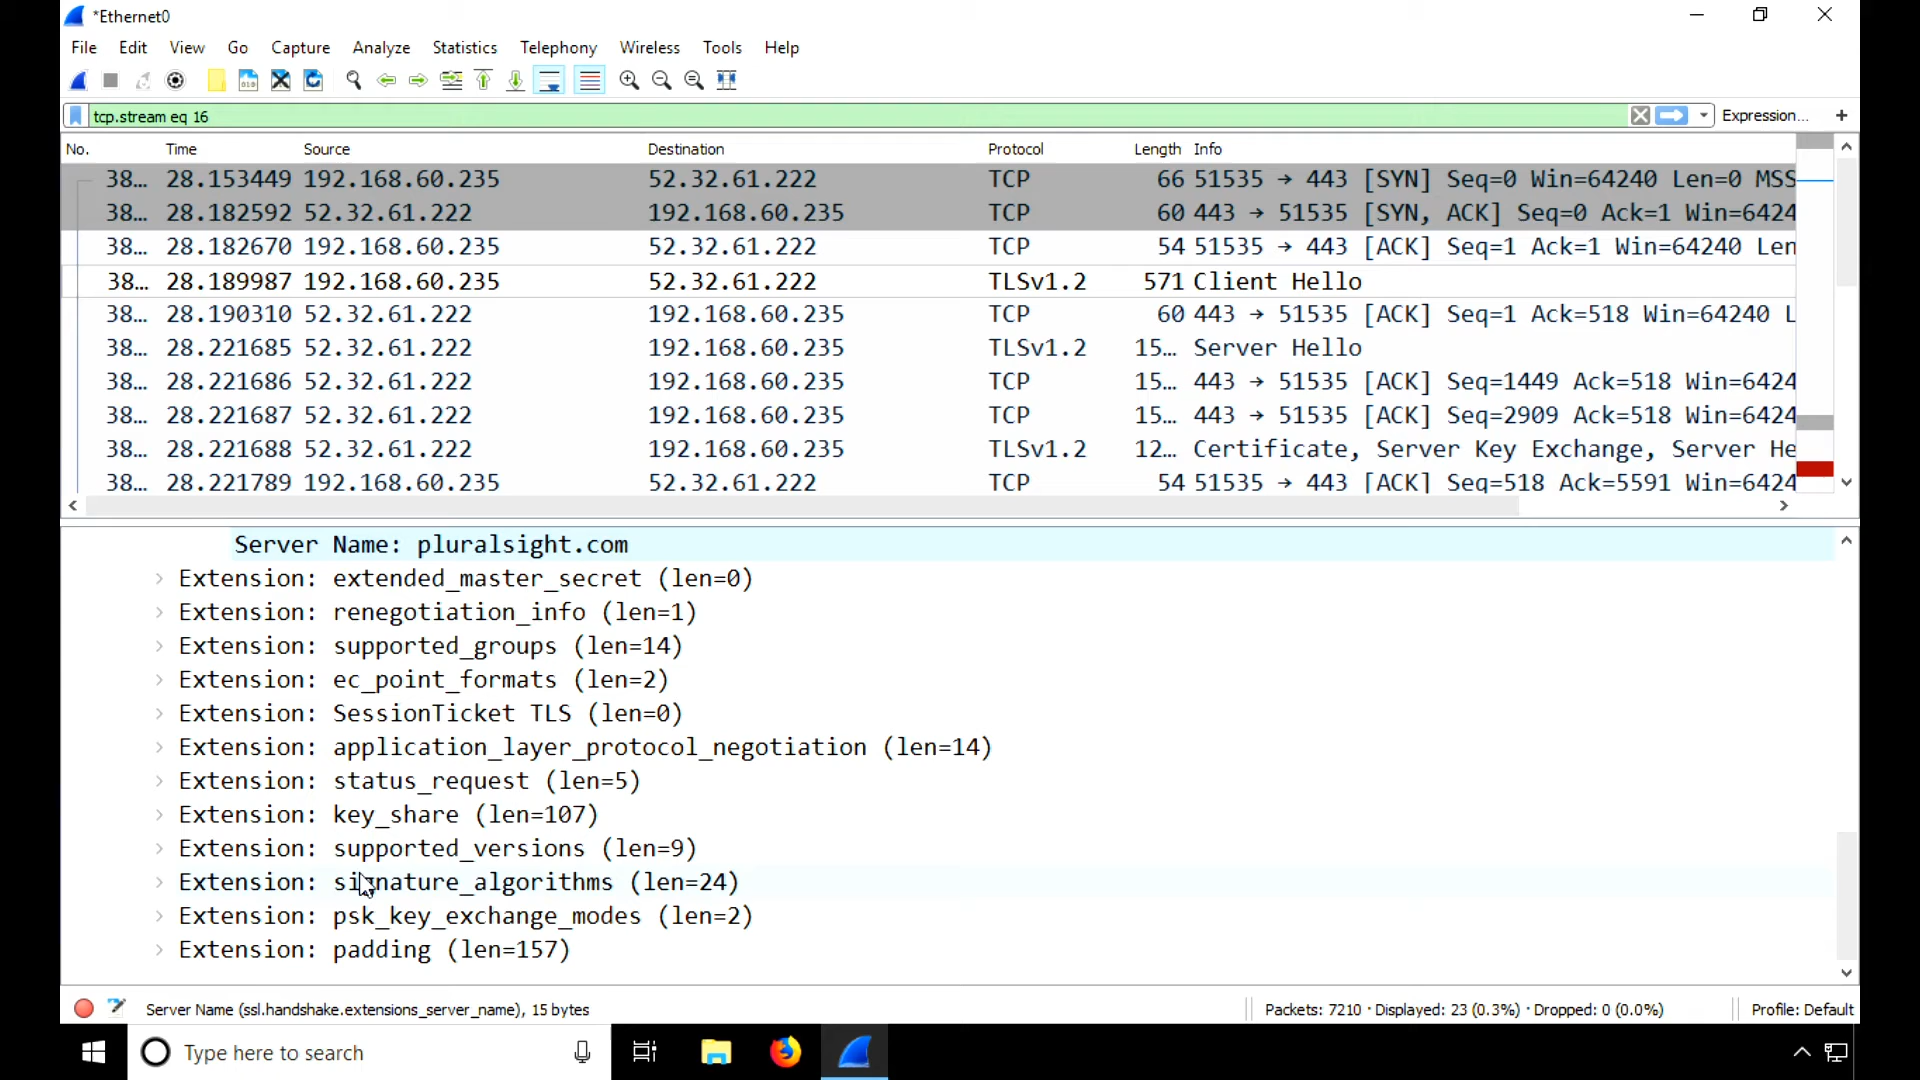 *Ethernet0
File Edit View Go Capture Analyze Statistics Telephony Wireless Tools Help
tcp.stream eq 16 Expression... +
No. Time Source Destination Protocol Length Info
38... 28.153449 192.168.60.235 52.32.61.222 TCP 66 51535 → 443 [SYN] Seq=0 Win=64240 Len=0 MSS
38... 28.182592 52.32.61.222 192.168.60.235 TCP 60 443 → 51535 [SYN, ACK] Seq=0 Ack=1 Win=6424
38... 28.182670 192.168.60.235 52.32.61.222 TCP 54 51535 → 443 [ACK] Seq=1 Ack=1 Win=64240 Len
38... 28.189987 192.168.60.235 52.32.61.222 TLSv1.2 571 Client Hello
38... 28.190310 52.32.61.222 192.168.60.235 TCP 60 443 → 51535 [ACK] Seq=1 Ack=518 Win=64240 L
38... 28.221685 52.32.61.222 192.168.60.235 TLSv1.2 15... Server Hello
38... 28.221686 52.32.61.222 192.168.60.235 TCP 15... 443 → 51535 [ACK] Seq=1449 Ack=518 Win=6424
38... 28.221687 52.32.61.222 192.168.60.235 TCP 15... 443 → 51535 [ACK] Seq=2909 Ack=518 Win=6424
38... 28.221688 52.32.61.222 192.168.60.235 TLSv1.2 12... Certificate, Server Key Exchange, Server He
38... 28.221789 192.168.60.235 52.32.61.222 TCP 54 51535 → 443 [ACK] Seq=518 Ack=5591 Win=6424
Server Name: pluralsight.com
Extension: extended_master_secret (len=0)
Extension: renegotiation_info (len=1)
Extension: supported_groups (len=14)
Extension: ec_point_formats (len=2)
Extension: SessionTicket TLS (len=0)
Extension: application_layer_protocol_negotiation (len=14)
Extension: status_request (len=5)
Extension: key_share (len=107)
Extension: supported_versions (len=9)
Extension: signature_algorithms (len=24)
Extension: psk_key_exchange_modes (len=2)
Extension: padding (len=157)
Server Name (ssl.handshake.extensions_server_name), 15 bytes Packets: 7210 · Displayed: 23 (0.3%) · Dropped: 0 (0.0%) Profile: Default
Type here to search